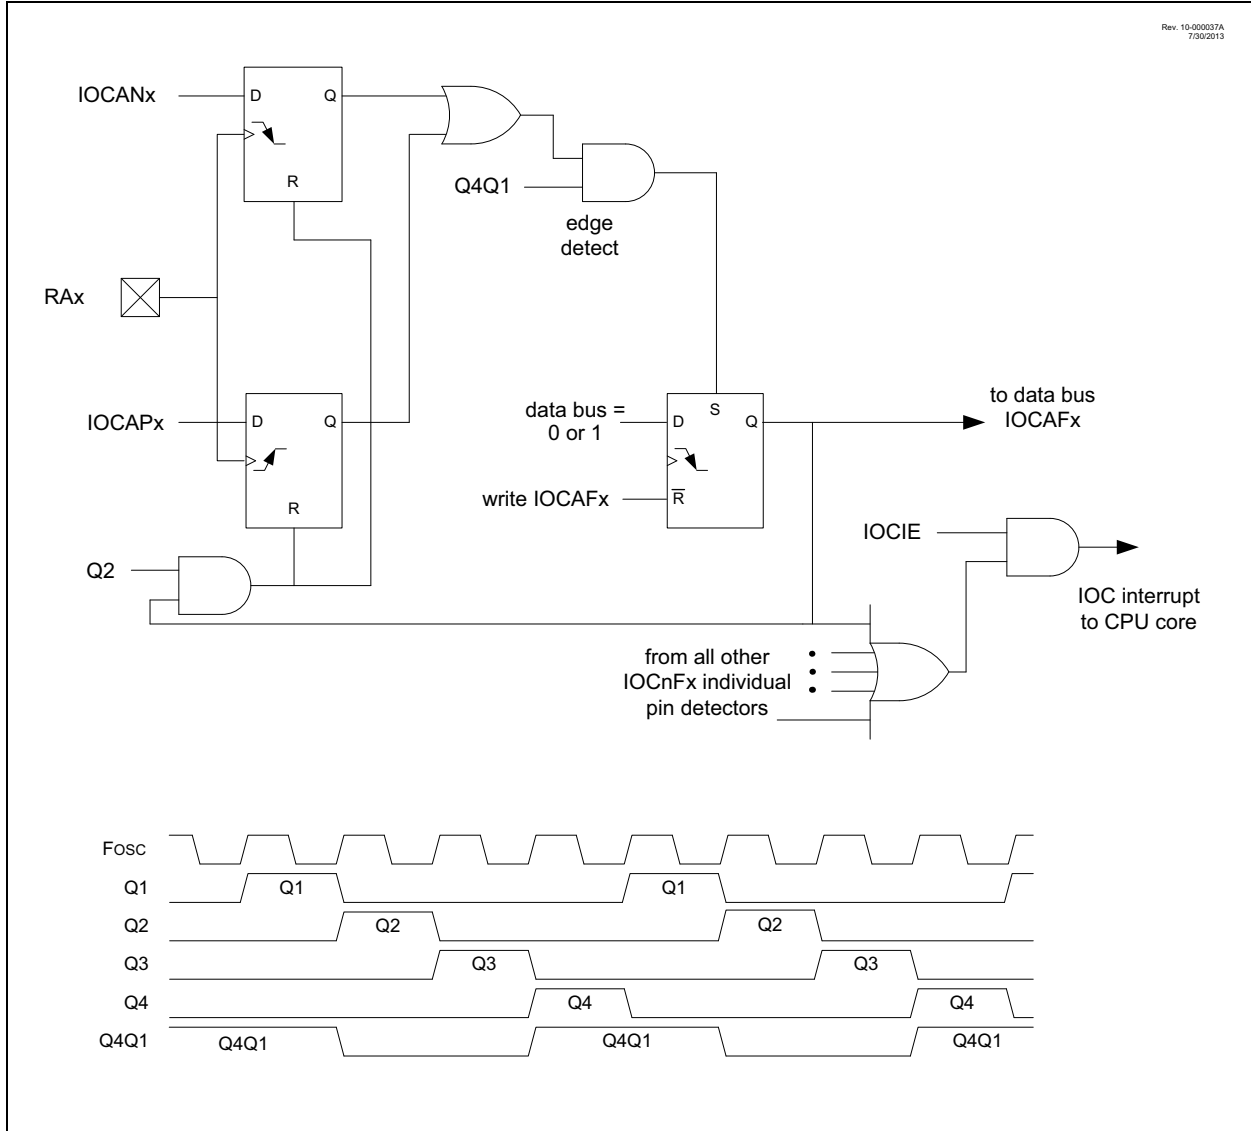 Rev. 10-000037A
7/30/2013
IOCANx
D
Q
R
Q4Q1
edge
detect
RAx
IOCAPx
D
Q
R
data bus =
0 or 1
S
D
Q
R̅
write IOCAFx
to data bus
IOCAFx
IOCIE
Q2
IOC interrupt
to CPU core
from all other
IOCnFx individual
pin detectors
FOSC
Q1
Q1
Q1
Q2
Q2
Q2
Q3
Q3
Q3
Q4
Q4
Q4
Q4Q1
Q4Q1
Q4Q1
Q4Q1